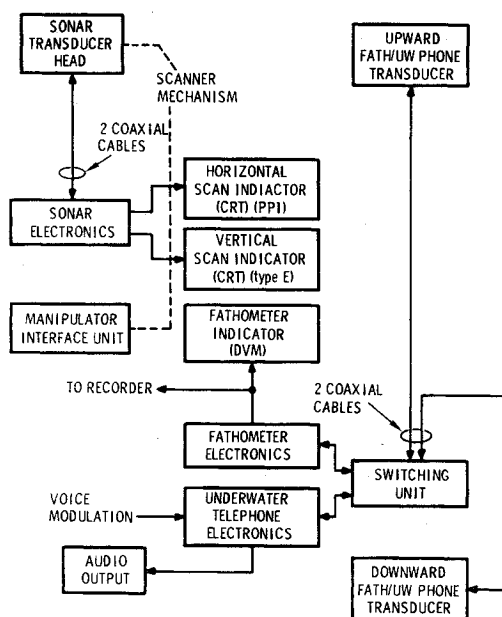 SONAR
TRANSDUCER
HEAD
SCANNER
MECHANISM
2 COAXIAL
CABLES
SONAR
ELECTRONICS
HORIZONTAL
SCAN INDIACTOR
(CRT) (PPI)
VERTICAL
SCAN INDICATOR
(CRT) (type E)
MANIPULATOR
INTERFACE UNIT
FATHOMETER
INDICATOR
(DVM)
TO RECORDER
FATHOMETER
ELECTRONICS
VOICE
MODULATION
UNDERWATER
TELEPHONE
ELECTRONICS
AUDIO
OUTPUT
UPWARD
FATH/UW PHONE
TRANSDUCER
2 COAXIAL
CABLES
SWITCHING
UNIT
DOWNWARD
FATH/UW PHONE
TRANSDUCER